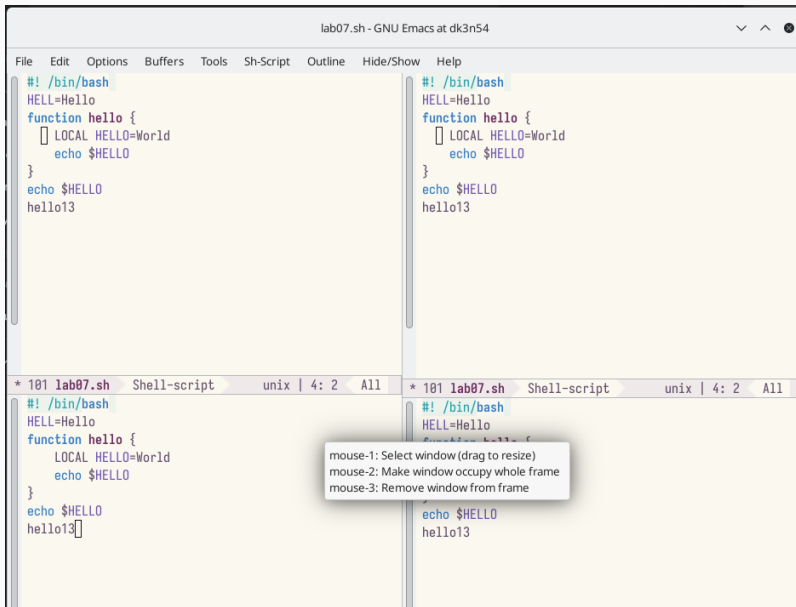 lab07.sh - GNU Emacs at dk3n54
File Edit Options Buffers Tools Sh-Script Outline Hide/Show Help
#! /bin/bash
HELL=Hello
function hello {
LOCAL HELLO=World
echo $HELLO
}
echo $HELLO
hello13
* 101 lab07.sh Shell-script unix | 4: 2 All
#! /bin/bash
HELL=Hello
function hello {
LOCAL HELLO=World
echo $HELLO
}
echo $HELLO
hello13
* 101 lab07.sh Shell-script unix | 4: 2 All
#! /bin/bash
HELL=Hello
function hello {
LOCAL HELLO=World
echo $HELLO
}
echo $HELLO
hello13
#! /bin/bash
HELL=Hello
function hello {
echo $HELLO
hello13
mouse-1: Select window (drag to resize)
mouse-2: Make window occupy whole frame
mouse-3: Remove window from frame